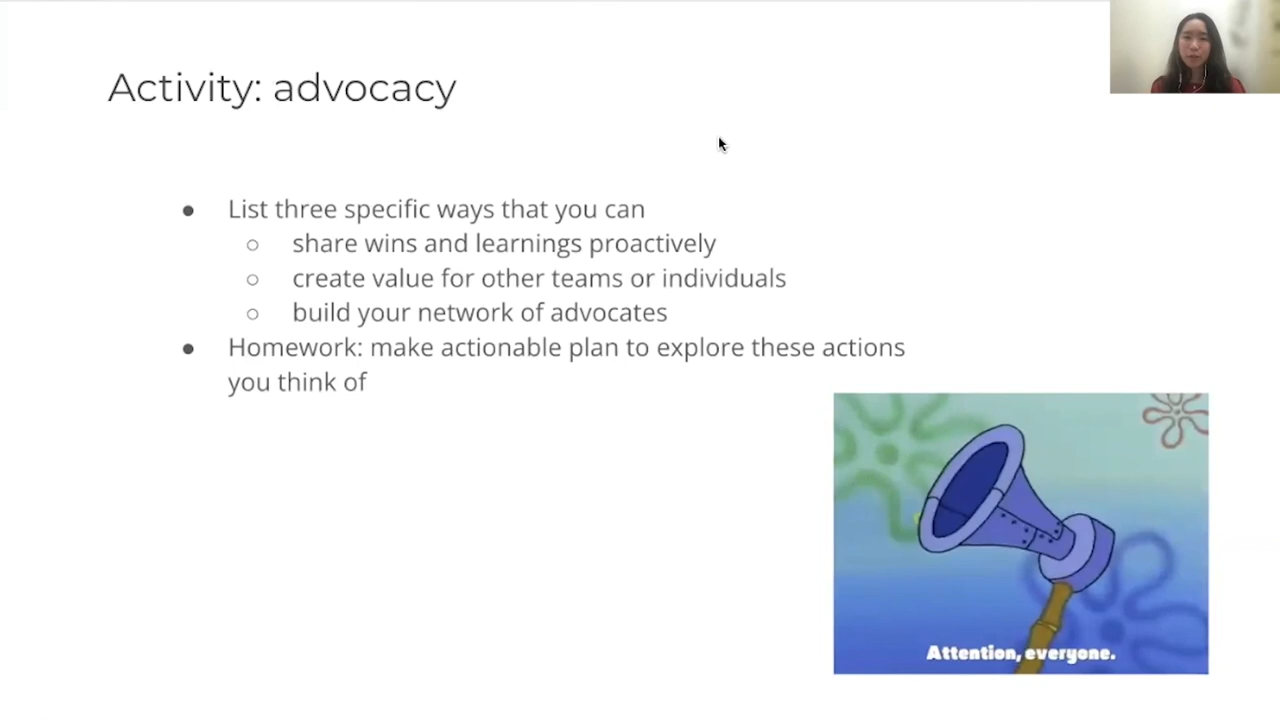 Activity: advocacy
● List three specific ways that you can
○ share wins and learnings proactively
○ create value for other teams or individuals
○ build your network of advocates
● Homework: make actionable plan to explore these actions
you think of
Attention, everyone.